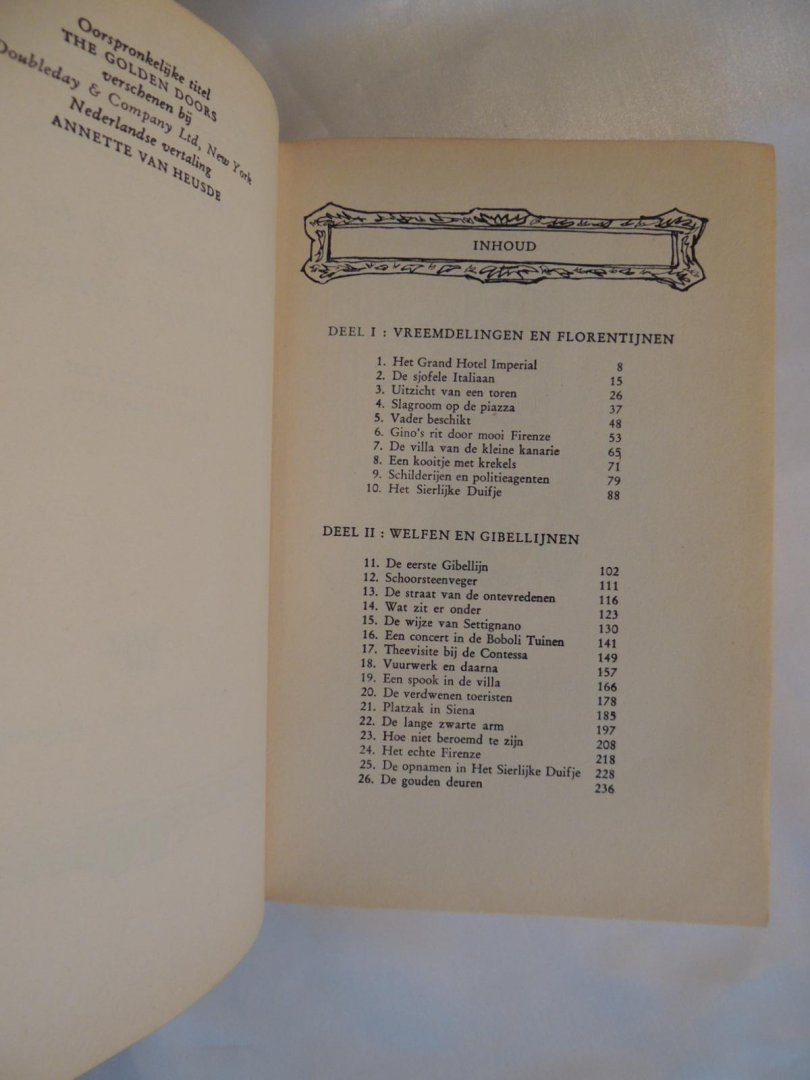 Oorspronkelijke titel
THE GOLDEN DOORS
verschenen bij
Doubleday & Company Ltd, New York
Nederlandse vertaling
ANNETTE VAN HEUSDE
INHOUD
DEEL I : VREEMDELINGEN EN FLORENTIJNEN
1. Het Grand Hotel Imperial 8
2. De sjofele Italiaan 15
3. Uitzicht van een toren 26
4. Slagroom op de piazza 37
5. Vader beschikt 48
6. Gino's rit door mooi Firenze 53
7. De villa van de kleine kanarie 65
8. Een kooitje met krekels 71
9. Schilderijen en politieagenten 79
10. Het Sierlijke Duifje 88
DEEL II : WELFEN EN GIBELLIJNEN
11. De eerste Gibellijn 102
12. Schoorsteenveger 111
13. De straat van de ontevredenen 116
14. Wat zit er onder 123
15. De wijze van Settignano 130
16. Een concert in de Boboli Tuinen 141
17. Theevisite bij de Contessa 149
18. Vuurwerk en daarna 157
19. Een spook in de villa 166
20. De verdwenen toeristen 178
21. Platzak in Siena 185
22. De lange zwarte arm 197
23. Hoe niet beroemd te zijn 208
24. Het echte Firenze 218
25. De opnamen in Het Sierlijke Duifje 228
26. De gouden deuren 236